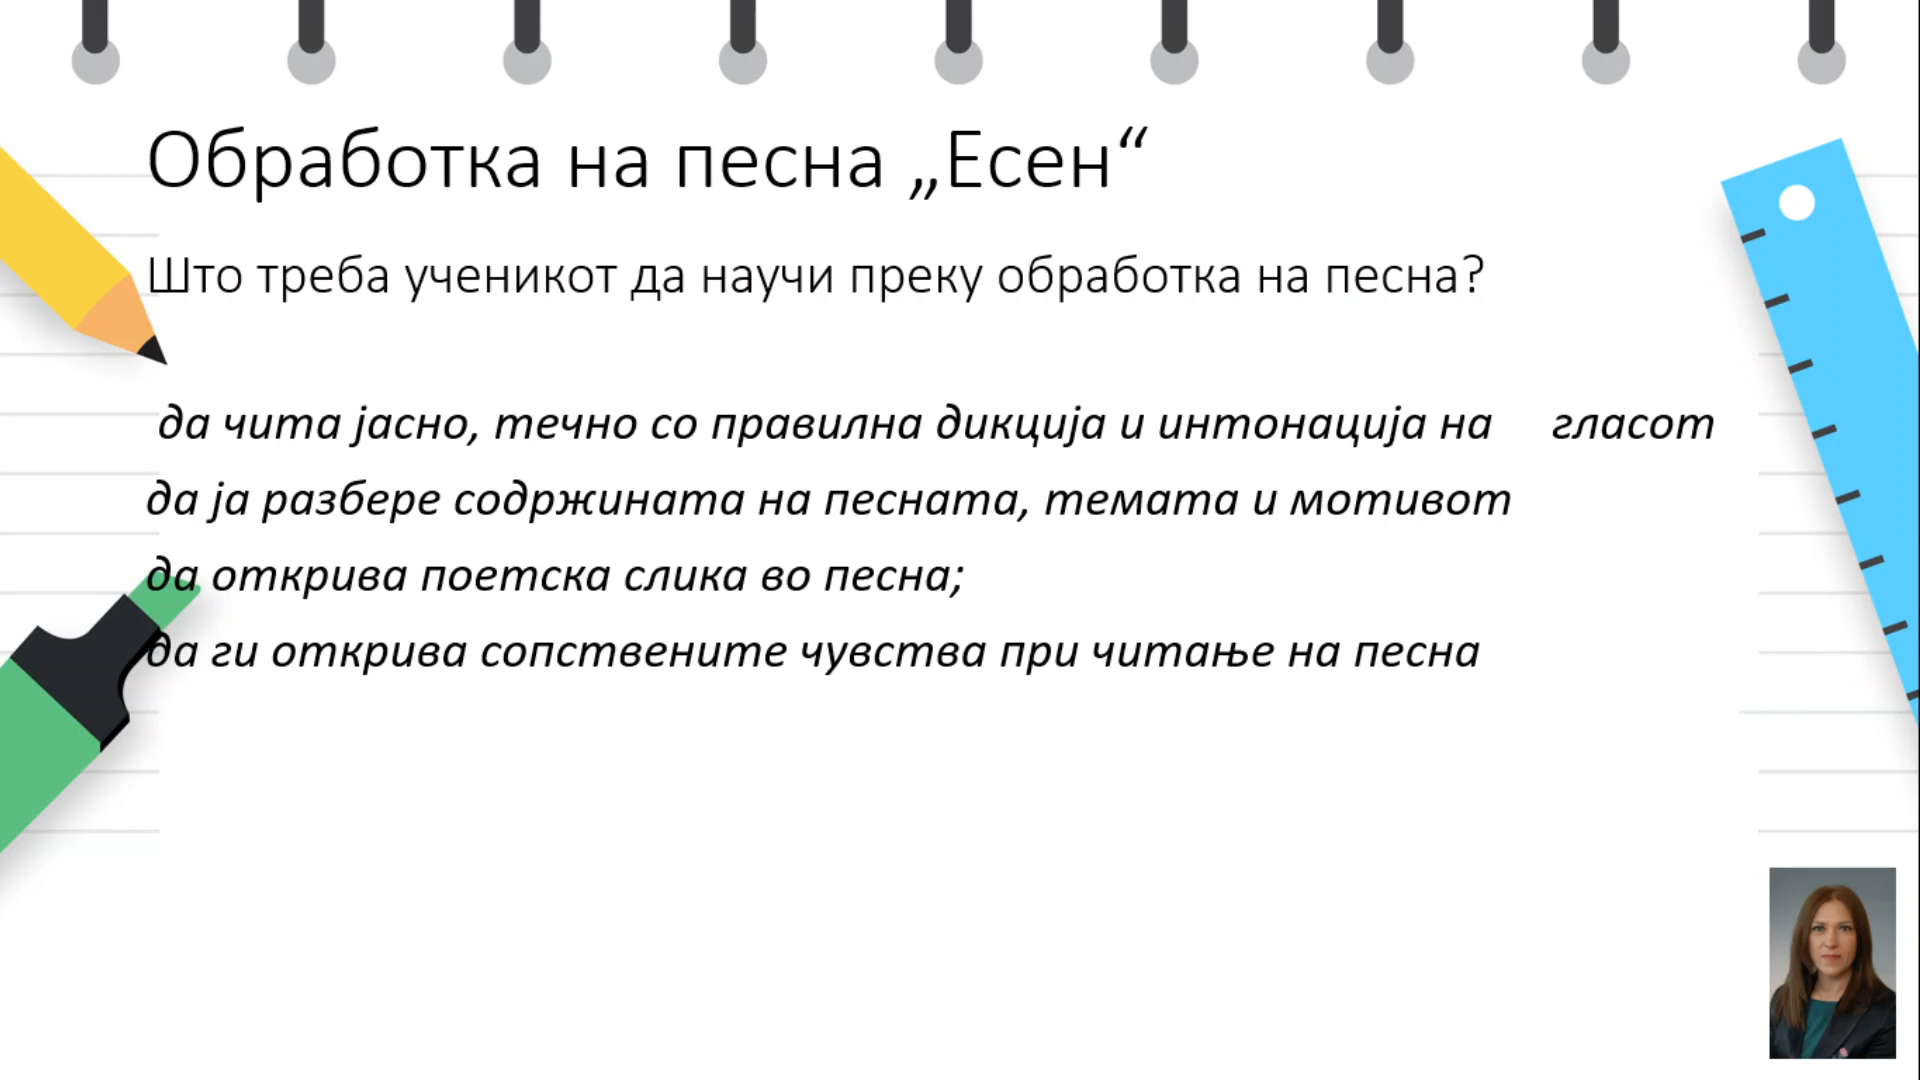 Обработка на песна „Есен“
Што треба ученикот да научи преку обработка на песна?
да чита јасно, течно со правилна дикција и интонација на гласот
да ја разбере содржината на песната, темата и мотивот
да открива поетска слика во песна;
да ги открива сопствените чувства при читање на песна